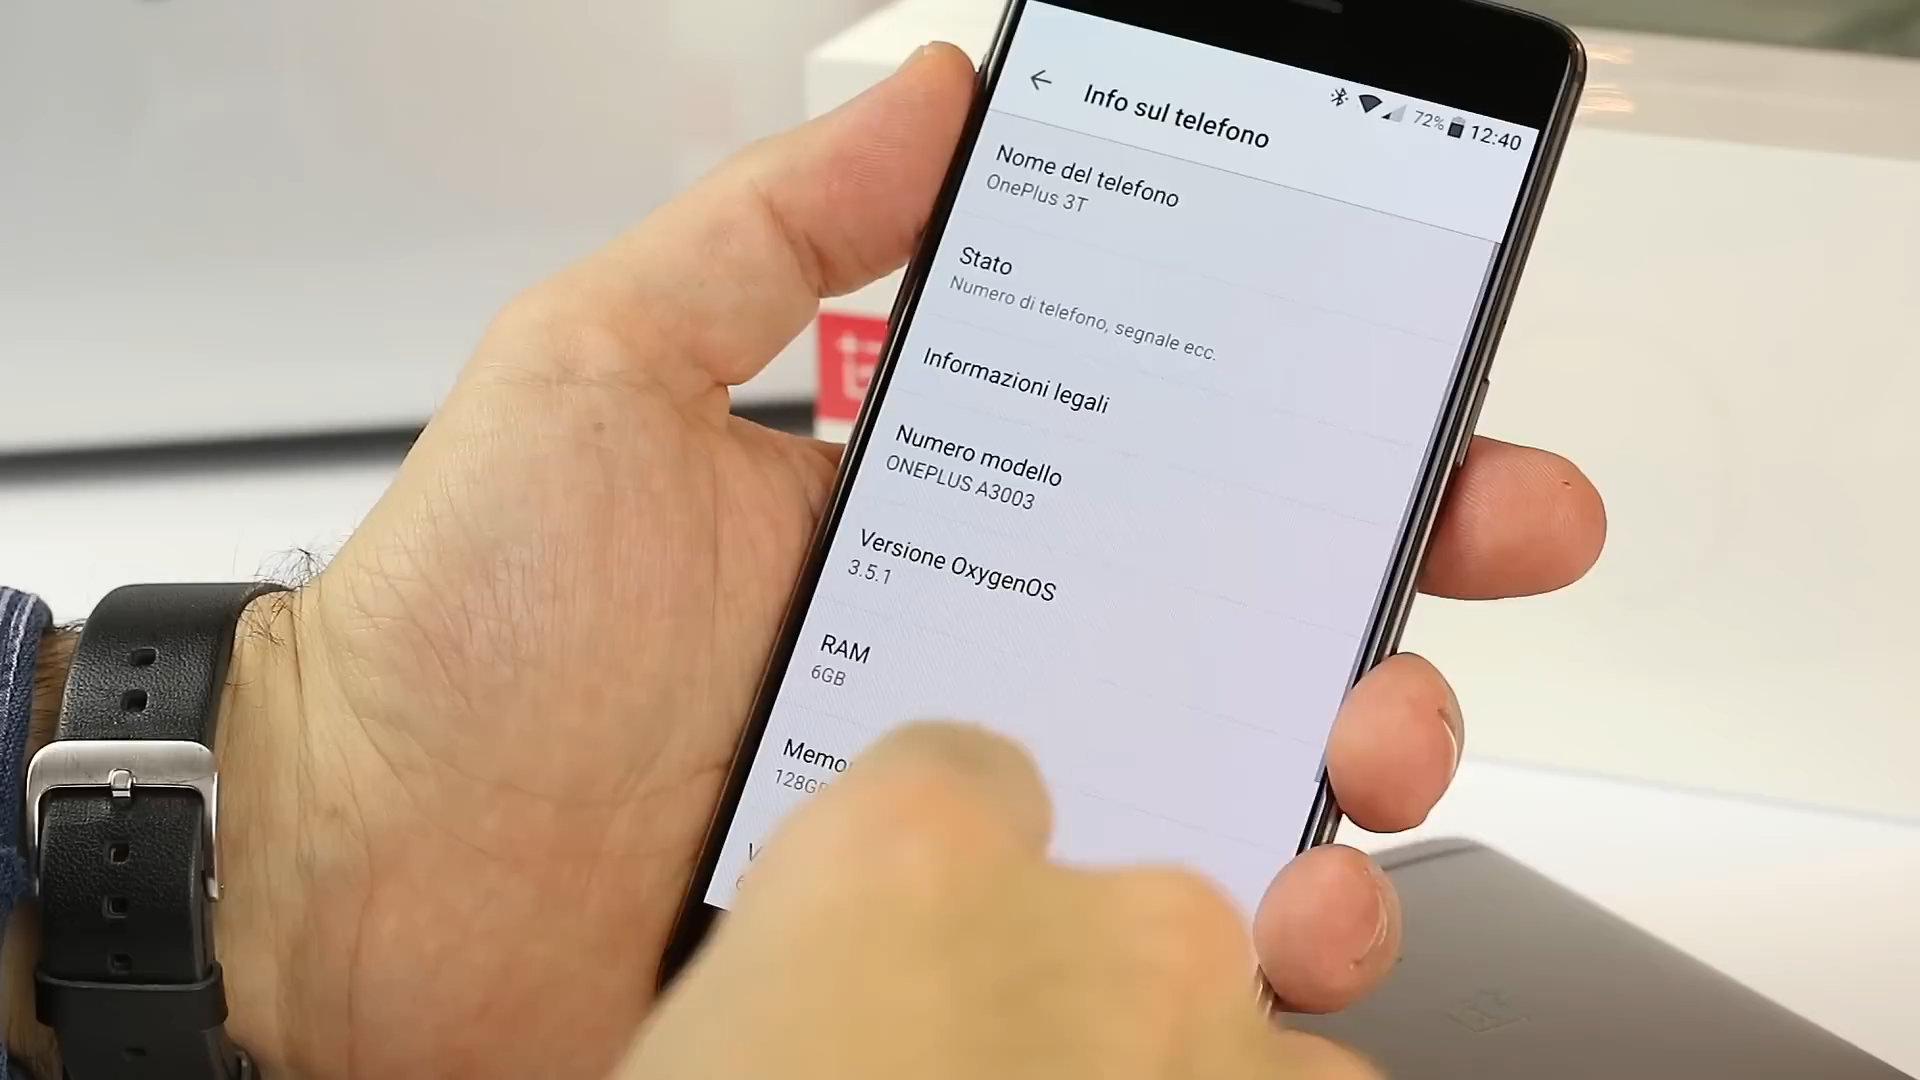 72% 12:40
Info sul telefono
Nome del telefono
OnePlus 3T
Stato
Numero di telefono, segnale ecc.
Informazioni legali
Numero modello
ONEPLUS A3003
Versione OxygenOS
3.5.1
RAM
6GB